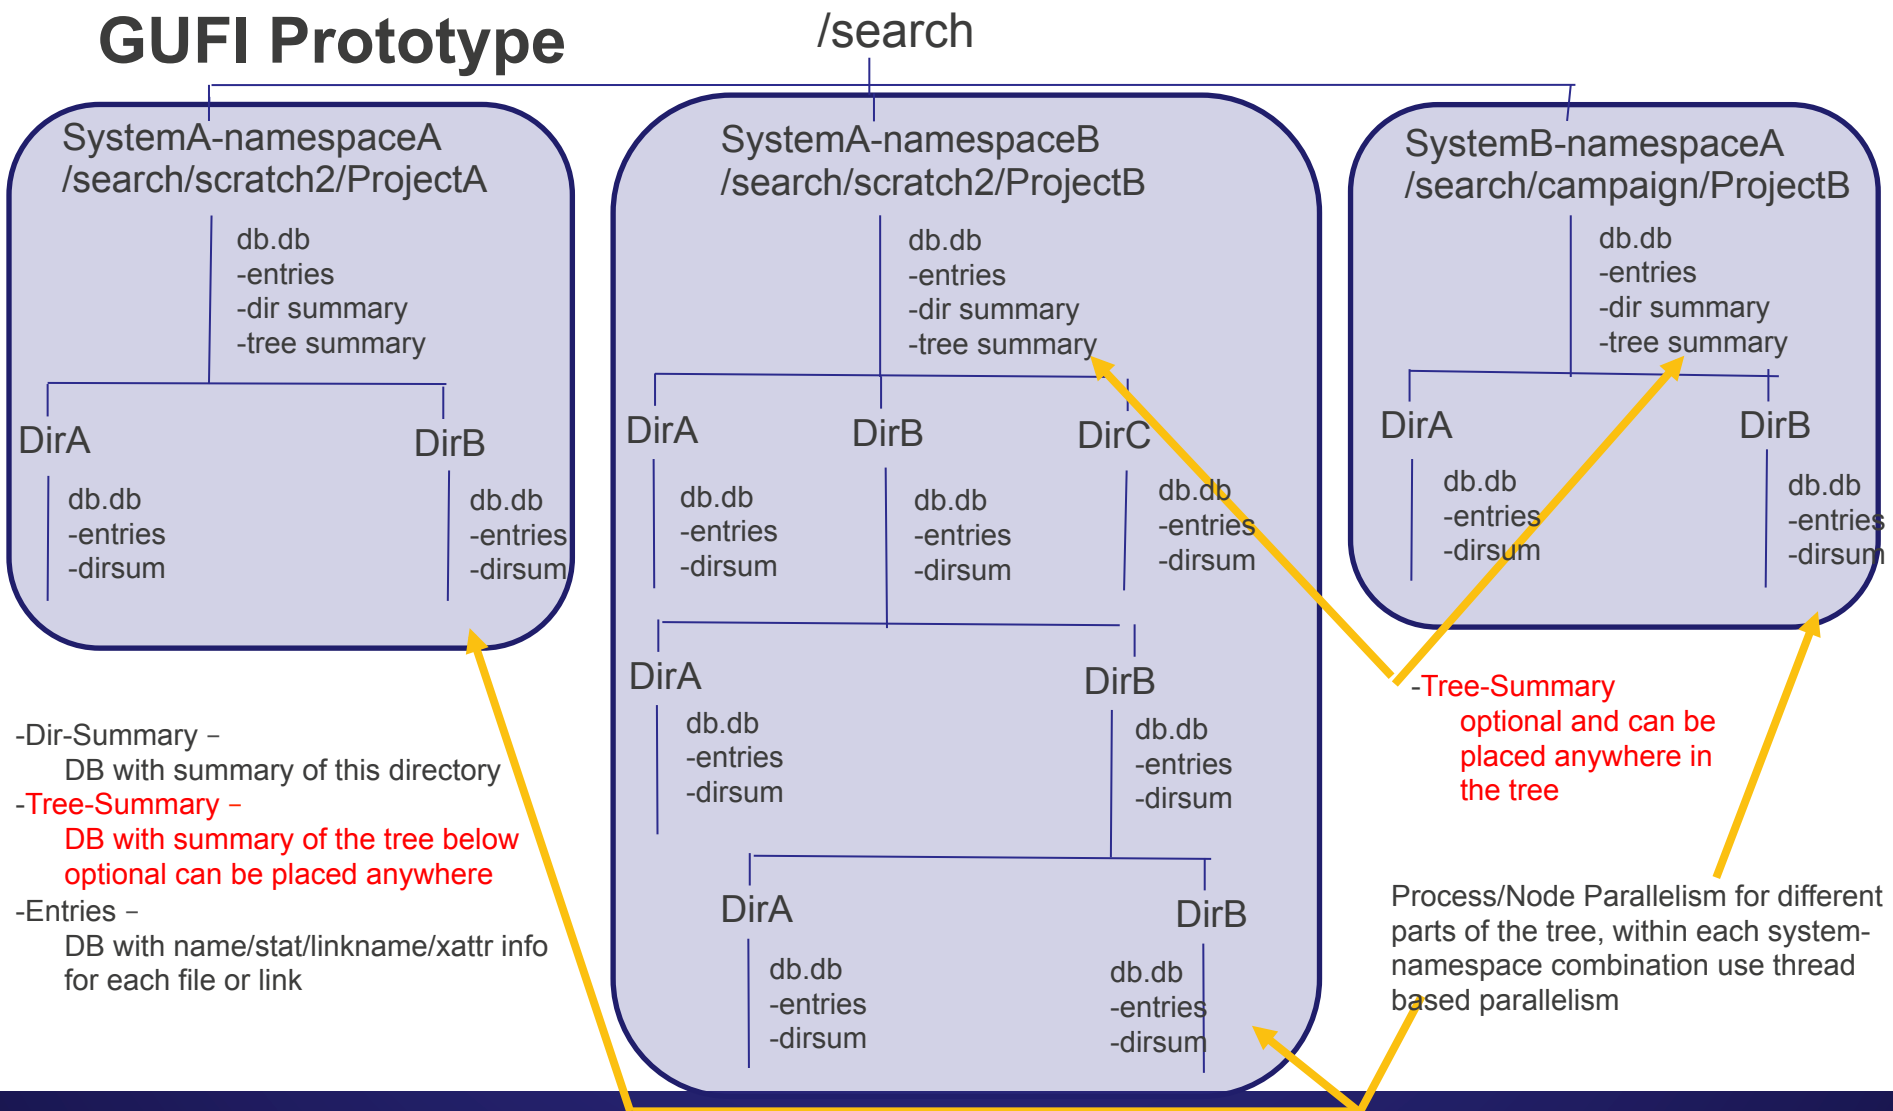 GUFI Prototype
/search
SystemA-namespaceA
/search/scratch2/ProjectA
db.db
-entries
-dir summary
-tree summary
DirA
db.db
-entries
-dirsum
DirB
db.db
-entries
-dirsum
SystemA-namespaceB
/search/scratch2/ProjectB
db.db
-entries
-dir summary
-tree summary
DirA
db.db
-entries
-dirsum
DirB
db.db
-entries
-dirsum
DirC
db.db
-entries
-dirsum
DirA
db.db
-entries
-dirsum
DirB
db.db
-entries
-dirsum
DirA
db.db
-entries
-dirsum
DirB
db.db
-entries
-dirsum
SystemB-namespaceA
/search/campaign/ProjectB
db.db
-entries
-dir summary
-tree summary
DirA
db.db
-entries
-dirsum
DirB
db.db
-entries
-dirsum
-Dir-Summary –
DB with summary of this directory
-Tree-Summary –
DB with summary of the tree below
optional can be placed anywhere
-Entries –
DB with name/stat/linkname/xattr info
for each file or link
-Tree-Summary
optional and can be
placed anywhere in
the tree
Process/Node Parallelism for different
parts of the tree, within each system-
namespace combination use thread
based parallelism